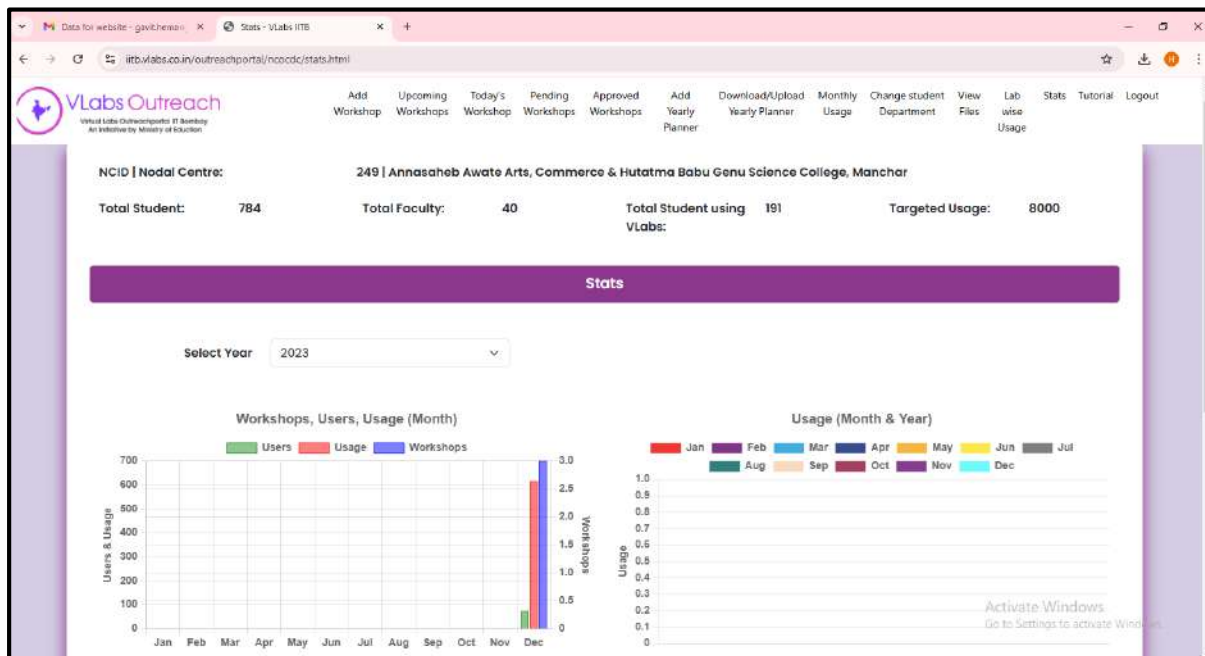 Data for website - gavit.heman
Stats - VLabs IITB
iitb.vlabs.co.in/outreachportal/ncocdc/stats.html
VLabs Outreach
Virtual Labs Outreachportal IIT Bombay
An Initiative by Ministry of Education
Add Workshop
Upcoming Workshops
Today's Workshop
Pending Workshops
Approved Workshops
Add Yearly Planner
Download/Upload Yearly Planner
Monthly Usage
Change student Department
View Files
Lab wise Usage
Stats
Tutorial
Logout
NCID | Nodal Centre: 249 | Annasaheb Awate Arts, Commerce & Hutatma Babu Genu Science College, Manchar
Total Student: 784 Total Faculty: 40 Total Student using VLabs: 191 Targeted Usage: 8000
Stats
Select Year 2023
Workshops, Users, Usage (Month)
Users Usage Workshops
700
600
500
400
300
200
100
0
Users & Usage
3.0
2.5
2.0
1.5
1.0
0.5
0
Workshops
Jan Feb Mar Apr May Jun Jul Aug Sep Oct Nov Dec
Usage (Month & Year)
Jan Feb Mar Apr May Jun Jul
Aug Sep Oct Nov Dec
1.0
0.9
0.8
0.7
0.6
0.5
0.4
0.3
0.2
0.1
0
Usage
Activate Windows
Go to Settings to activate Windows.